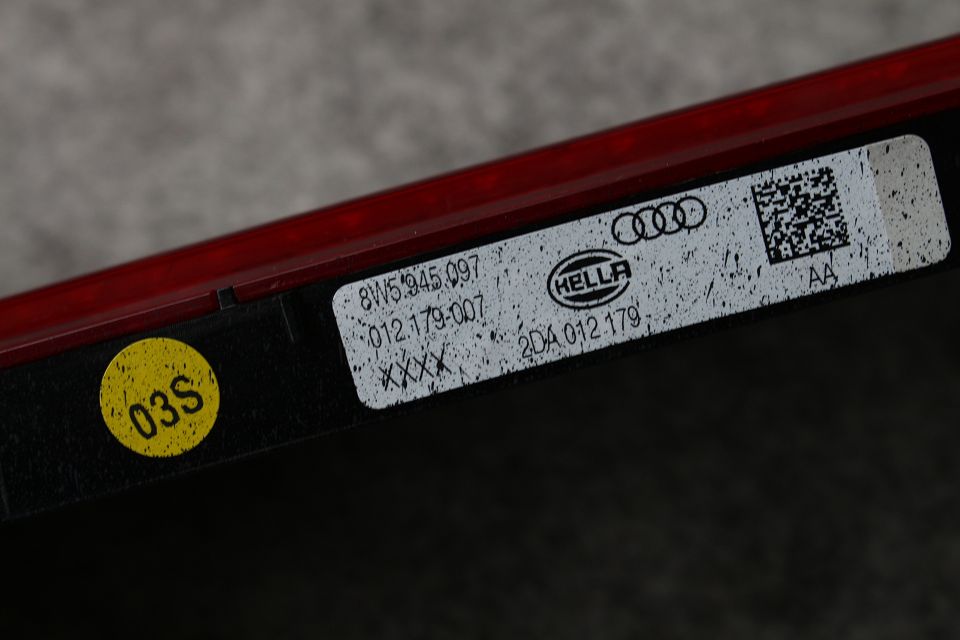 8W5.945.097
012.179-007
XXXX
HELLA
2DA 012 179
AA
03S